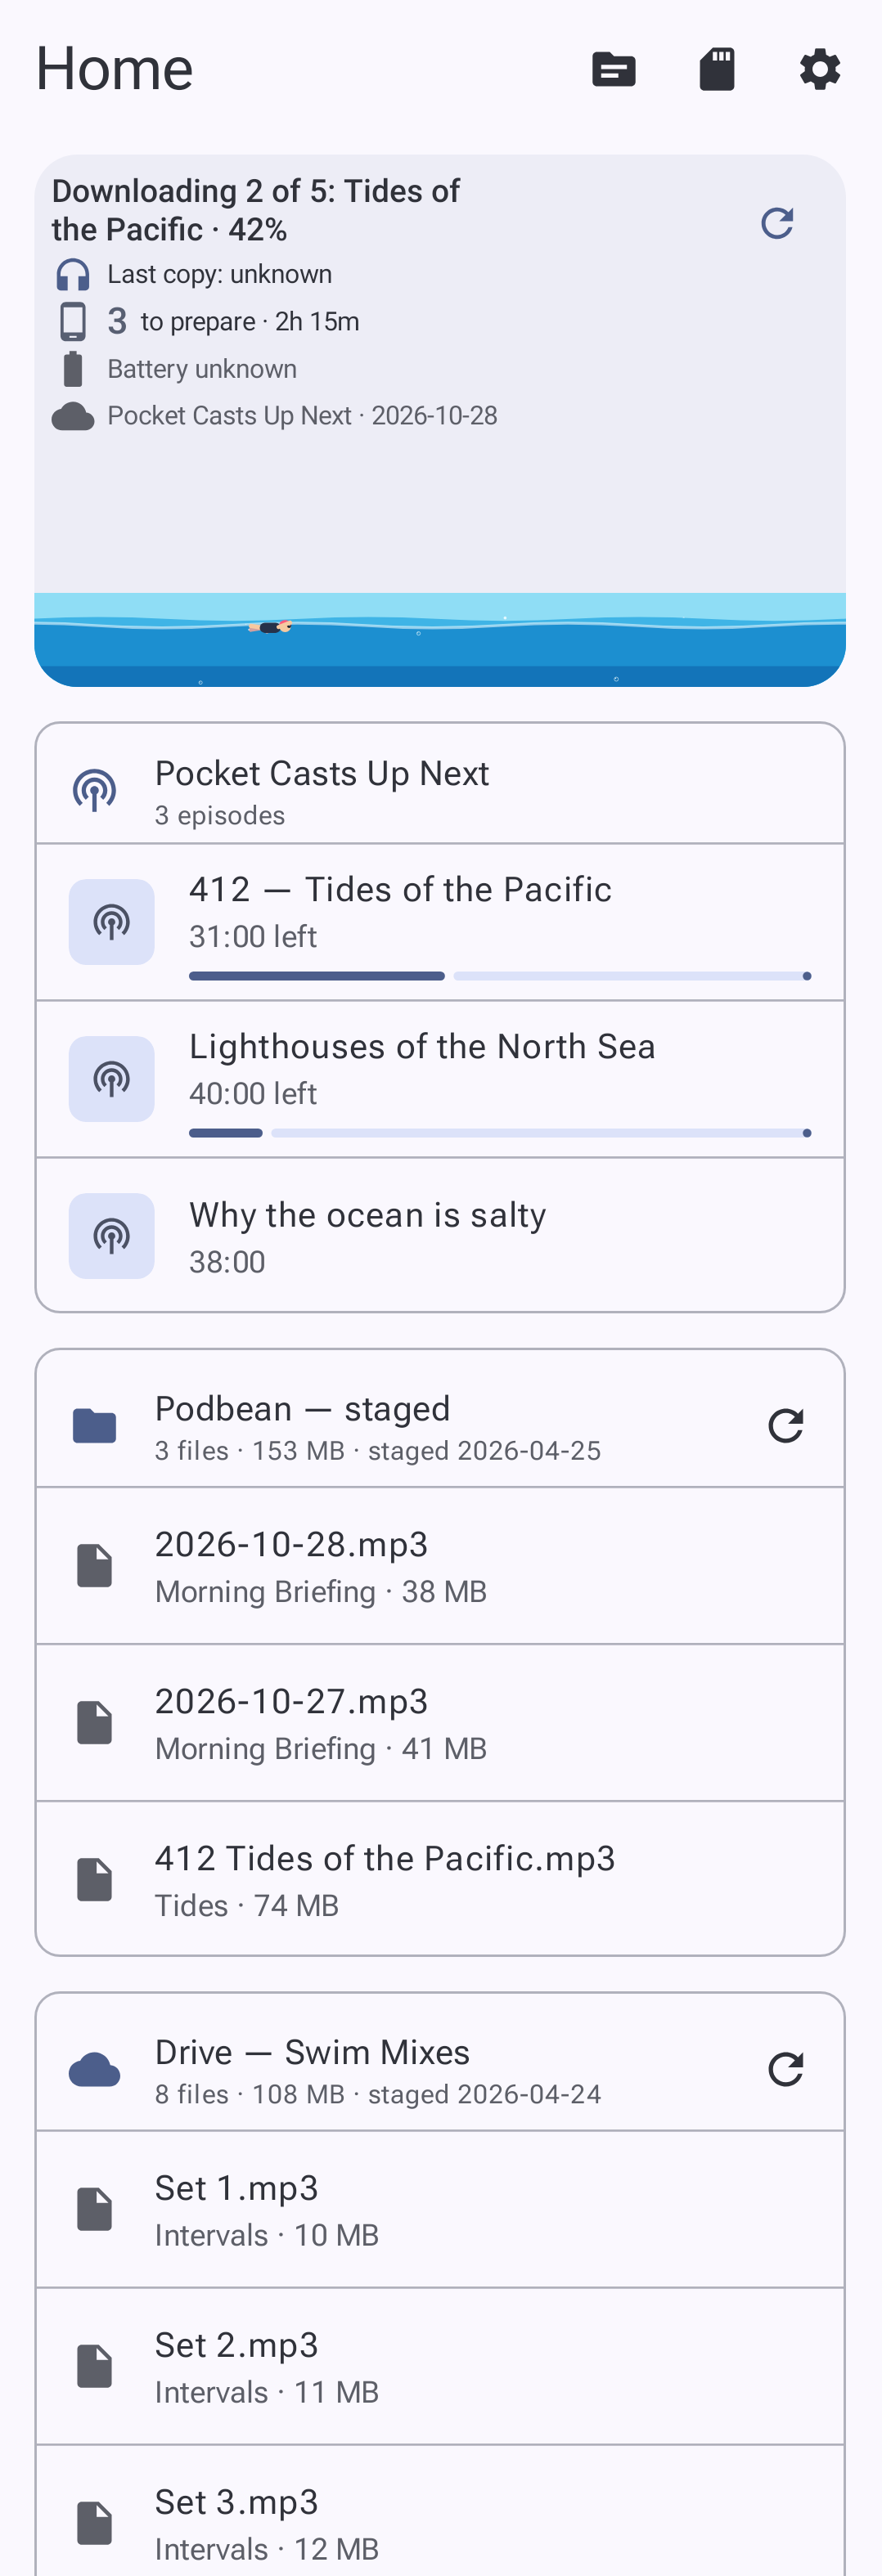 Home
Downloading 2 of 5: Tides of
the Pacific · 42%
Last copy: unknown
3 to prepare · 2h 15m
Battery unknown
Pocket Casts Up Next · 2026-10-28
Pocket Casts Up Next
3 episodes
412 — Tides of the Pacific
31:00 left
Lighthouses of the North Sea
40:00 left
Why the ocean is salty
38:00
Podbean — staged
3 files · 153 MB · staged 2026-04-25
2026-10-28.mp3
Morning Briefing · 38 MB
2026-10-27.mp3
Morning Briefing · 41 MB
412 Tides of the Pacific.mp3
Tides · 74 MB
Drive — Swim Mixes
8 files · 108 MB · staged 2026-04-24
Set 1.mp3
Intervals · 10 MB
Set 2.mp3
Intervals · 11 MB
Set 3.mp3
Intervals · 12 MB